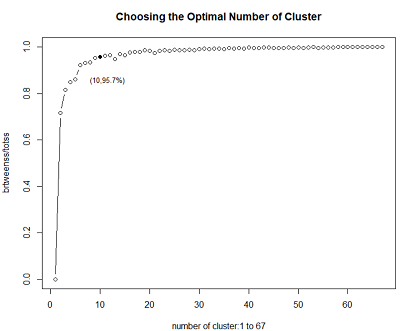 Choosing the Optimal Number of Cluster
brtweenss/totss
1.0
0.8
0.6
0.4
0.2
0.0
(10,95.7%)
0 10 20 30 40 50 60
number of cluster:1 to 67